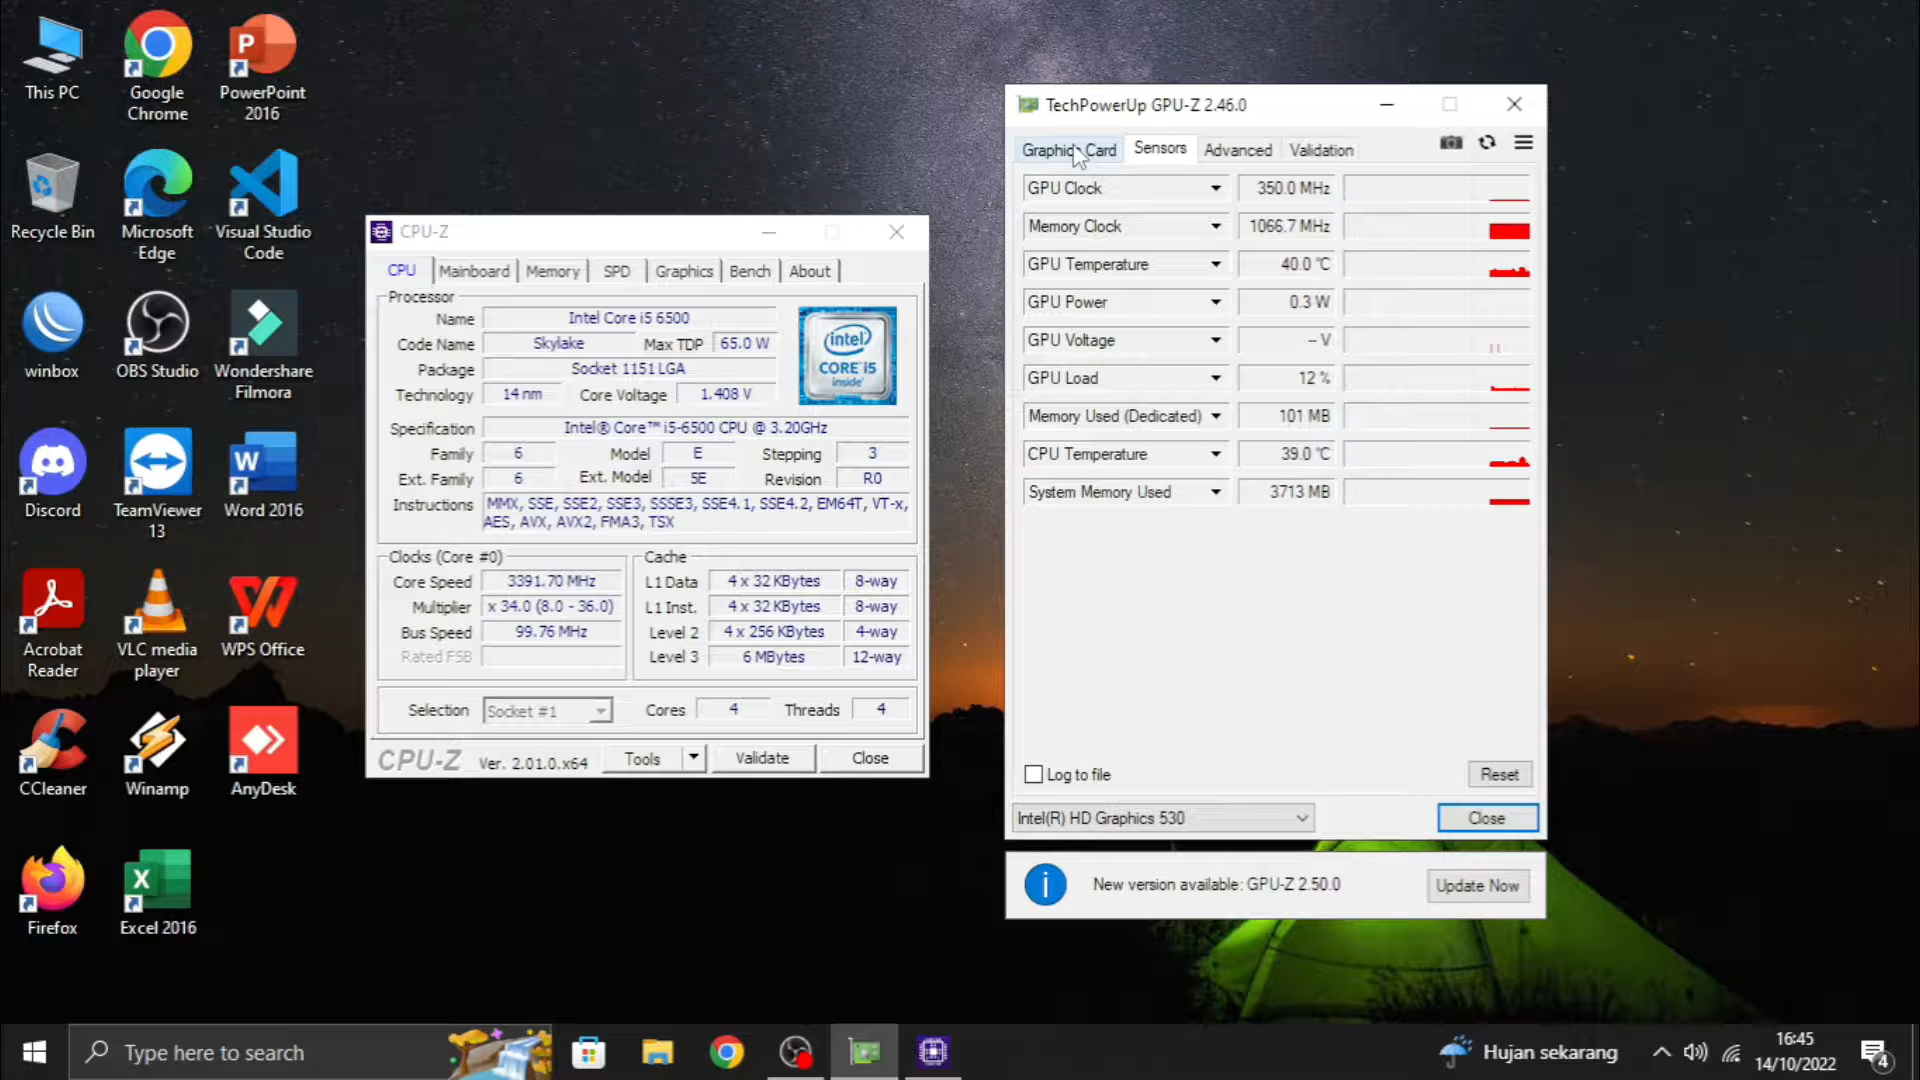 This PC
Google
Chrome
PowerPoint
2016
Recycle Bin
Microsoft
Edge
Visual Studio
Code
winbox
OBS Studio
Wondershare
Filmora
Discord
TeamViewer
13
Word 2016
Acrobat
Reader
VLC media
player
WPS Office
CCleaner
Winamp
AnyDesk
Firefox
Excel 2016
CPU-Z
CPU Mainboard Memory SPD Graphics Bench About
Processor
Name Intel Core i5 6500
Code Name Skylake Max TDP 65.0 W
Package Socket 1151 LGA
Technology 14 nm Core Voltage 1.408 V
intel
CORE i5
inside
Specification Intel® Core™ i5-6500 CPU @ 3.20GHz
Family 6 Model E Stepping 3
Ext. Family 6 Ext. Model 5E Revision R0
Instructions MMX, SSE, SSE2, SSE3, SSSE3, SSE4.1, SSE4.2, EM64T, VT-x,
AES, AVX, AVX2, FMA3, TSX
Clocks (Core #0) Cache
Core Speed 3391.70 MHz L1 Data 4 x 32 KBytes 8-way
Multiplier x 34.0 (8.0 - 36.0) L1 Inst. 4 x 32 KBytes 8-way
Bus Speed 99.76 MHz Level 2 4 x 256 KBytes 4-way
Rated FSB Level 3 6 MBytes 12-way
Selection Socket #1 Cores 4 Threads 4
CPU-Z Ver. 2.01.0.x64 Tools Validate Close
TechPowerUp GPU-Z 2.46.0
Graphics Card Sensors Advanced Validation
GPU Clock 350.0 MHz
Memory Clock 1066.7 MHz
GPU Temperature 40.0 °C
GPU Power 0.3 W
GPU Voltage – V
GPU Load 12 %
Memory Used (Dedicated) 101 MB
CPU Temperature 39.0 °C
System Memory Used 3713 MB
Log to file Reset
Intel(R) HD Graphics 530 Close
New version available: GPU-Z 2.50.0 Update Now
Type here to search
Hujan sekarang
16:45
14/10/2022
4